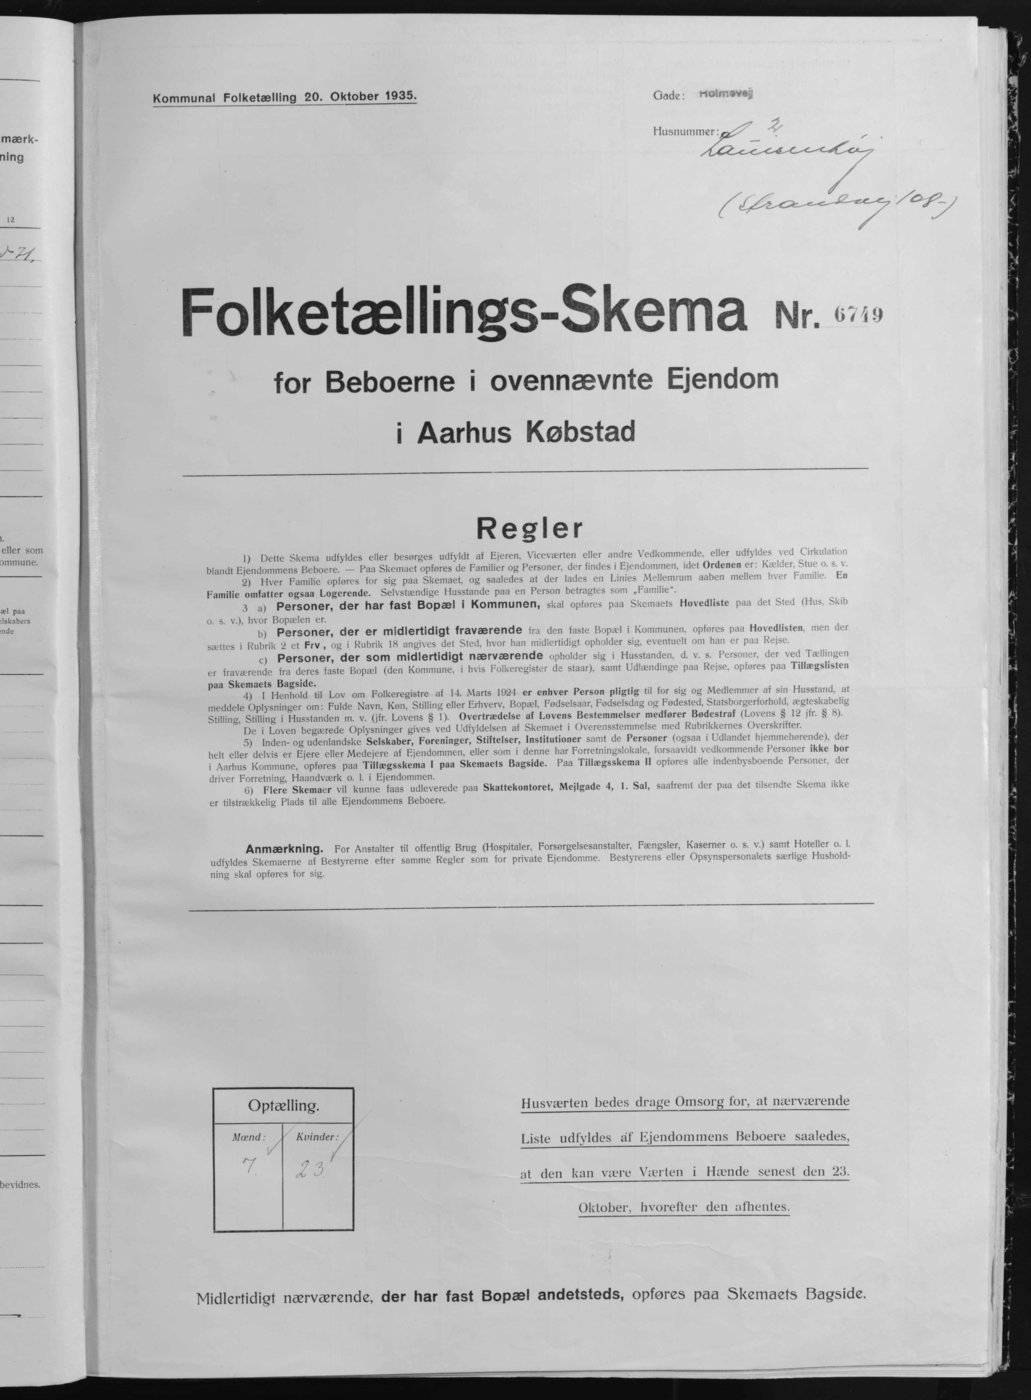 mærk-
ning
12
eller som
ommune.
æl paa
elskabers
ende
bevidnes.
Kommunal Folketælling 20. Oktober 1935.
Gade: Holmevej
Husnummer: 2
(Strandvej 108-)
Folketællings-Skema Nr. 6749
for Beboerne i ovennævnte Ejendom
i Aarhus Købstad
Regler
1) Dette Skema udfyldes eller besørges udfyldt af Ejeren, Viceværten eller andre Vedkommende, eller udfyldes ved Cirkulation
blandt Ejendommens Beboere. — Paa Skemaet opføres de Familier og Personer, der findes i Ejendommen, idet Ordenen er: Kælder, Stue o. s. v.
2) Hver Familie opføres for sig paa Skemaet, og saaledes at der lades en Linies Mellemrum aaben mellem hver Familie. En
Familie omfatter ogsaa Logerende. Selvstændige Husstande paa en Person betragtes som „Familie“.
3 a) Personer, der har fast Bopæl i Kommunen, skal opføres paa Skemaets Hovedliste paa det Sted (Hus, Skib
o. s. v.), hvor Bopælen er.
b) Personer, der er midlertidigt fraværende fra den faste Bopæl i Kommunen, opføres paa Hovedlisten, men der
sættes i Rubrik 2 et Frv, og i Rubrik 18 angives det Sted, hvor han midlertidigt opholder sig, eventuelt om han er paa Rejse.
c) Personer, der som midlertidigt nærværende opholder sig i Husstanden, d. v. s. Personer, der ved Tællingen
er fraværende fra deres faste Bopæl (den Kommune, i hvis Folkeregister de staar), samt Udlændinge paa Rejse, opføres paa Tillægslisten
paa Skemaets Bagside.
4) I Henhold til Lov om Folkeregistre af 14. Marts 1924 er enhver Person pligtig til for sig og Medlemmer af sin Husstand, at
meddele Oplysninger om: Fulde Navn, Køn, Stilling eller Erhverv, Bopæl, Fødselsaar, Fødselsdag og Fødested, Statsborgerforhold, ægteskabelig
Stilling, Stilling i Husstanden m. v. (jfr. Lovens § 1). Overtrædelse af Lovens Bestemmelser medfører Bødestraf (Lovens § 12 jfr. § 8).
De i Loven begærede Oplysninger gives ved Udfyldelsen af Skemaet i Overensstemmelse med Rubrikkernes Overskrifter.
5) Inden- og udenlandske Selskaber, Foreninger, Stiftelser, Institutioner samt de Personer (ogsaa i Udlandet hjemmehørende), der
helt eller delvis er Ejere eller Medejere af Ejendommen, eller som i denne har Forretningslokale, forsaavidt vedkommende Personer ikke bor
i Aarhus Kommune, opføres paa Tillægsskema I paa Skemaets Bagside. Paa Tillægsskema II opføres alle indenbysboende Personer, der
driver Forretning, Haandværk o. l. i Ejendommen.
6) Flere Skemaer vil kunne faas udleverede paa Skattekontoret, Mejlgade 4, 1. Sal, saafremt der paa det tilsendte Skema ikke
er tilstrækkelig Plads til alle Ejendommens Beboere.
Anmærkning. For Anstalter til offentlig Brug (Hospitaler, Forsørgelsesanstalter, Fængsler, Kaserner o. s. v.) samt Hoteller o. l.
udfyldes Skemaerne af Bestyrerne efter samme Regler som for private Ejendomme. Bestyrerens eller Opsynspersonalets særlige Hushold-
ning skal opføres for sig.
Optælling.
Mænd: Kvinder:
7. 23
Husværten bedes drage Omsorg for, at nærværende
Liste udfyldes af Ejendommens Beboere saaledes,
at den kan være Værten i Hænde senest den 23.
Oktober, hvorefter den afhentes.
Midlertidigt nærværende, der har fast Bopæl andetsteds, opføres paa Skemaets Bagside.